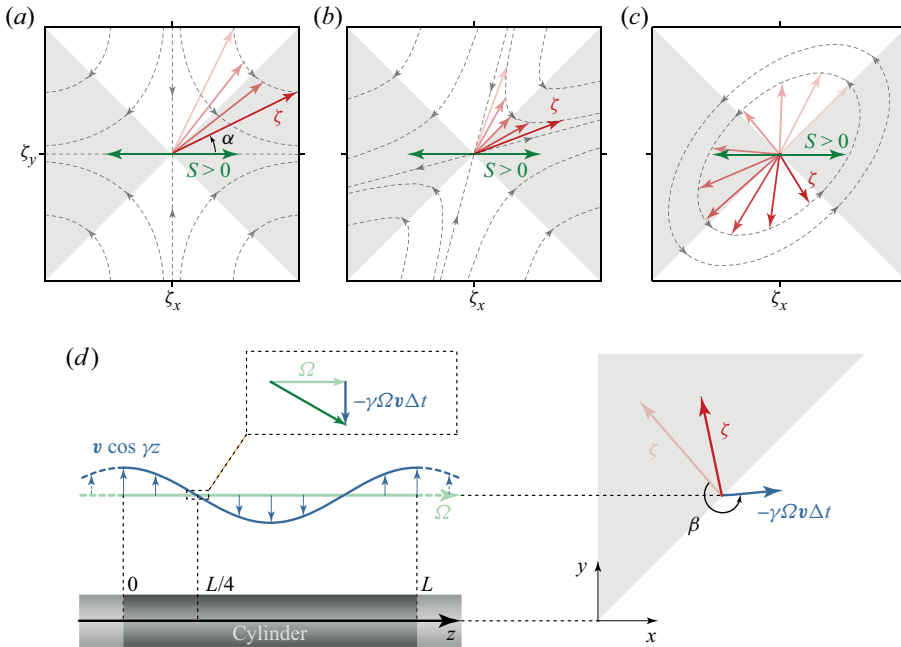 (a)
(b)
(c)
ζ
α
S > 0
ζy
ζx
ζ
S > 0
ζx
ζ
S > 0
ζx
(d)
Ω
−γΩvΔt
v cos γz
Ω
0
L/4
L
Cylinder
z
ζ
ζ
β
−γΩvΔt
y
x